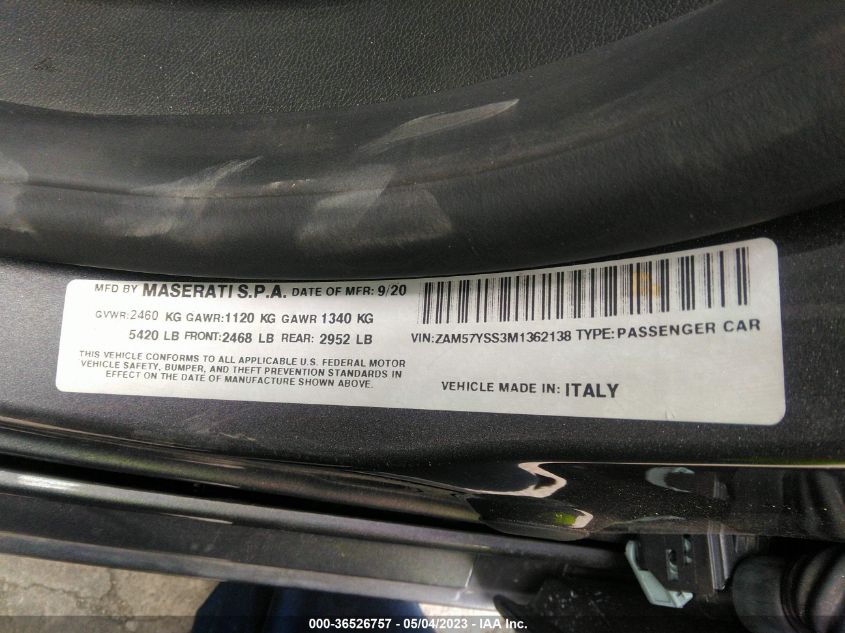 MFD BY MASERATI S.P.A. DATE OF MFR: 9/20
GVWR:2460 KG GAWR:1120 KG GAWR 1340 KG
5420 LB FRONT:2468 LB REAR: 2952 LB
THIS VEHICLE CONFORMS TO ALL APPLICABLE U.S. FEDERAL MOTOR
VEHICLE SAFETY, BUMPER, AND THEFT PREVENTION STANDARDS IN
EFFECT ON THE DATE OF MANUFACTURE SHOWN ABOVE.
VIN:ZAM57YSS3M1362138 TYPE:PASSENGER CAR
VEHICLE MADE IN: ITALY
000-36526757 - 05/04/2023 - IAA Inc.